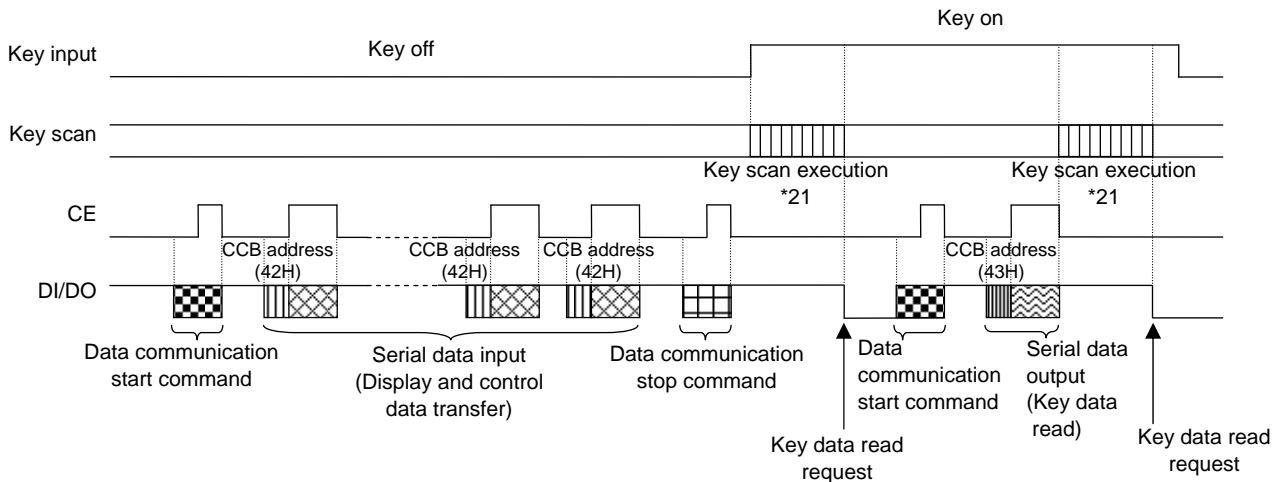 Key on
Key off
Key input
Key scan
Key scan execution
*21
Key scan execution
*21
CE
CCB address
(42H)
CCB address
(42H)
CCB address
(42H)
CCB address
(43H)
DI/DO
Data communication
start command
Serial data input
(Display and control
data transfer)
Data communication
stop command
Data
communication
start command
Serial data
output
(Key data
read)
Key data read
request
Key data read
request